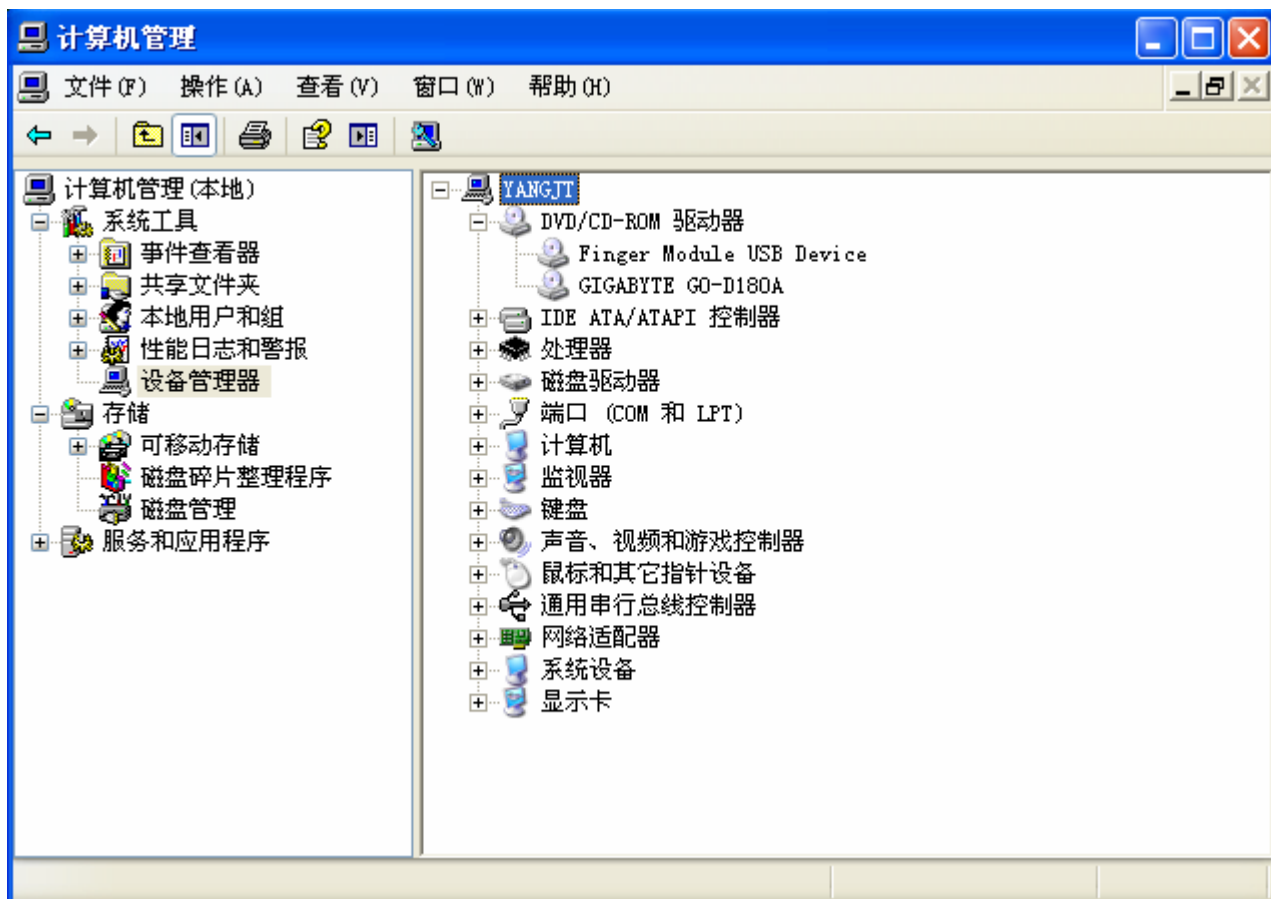 计算机管理
文件(F) 操作(A) 查看(V) 窗口(W) 帮助(H)
计算机管理(本地)
系统工具
事件查看器
共享文件夹
本地用户和组
性能日志和警报
设备管理器
存储
可移动存储
磁盘碎片整理程序
磁盘管理
服务和应用程序
YANGJT
DVD/CD-ROM 驱动器
Finger Module USB Device
GIGABYTE GO-D180A
IDE ATA/ATAPI 控制器
处理器
磁盘驱动器
端口 (COM 和 LPT)
计算机
监视器
键盘
声音、视频和游戏控制器
鼠标和其它指针设备
通用串行总线控制器
网络适配器
系统设备
显示卡